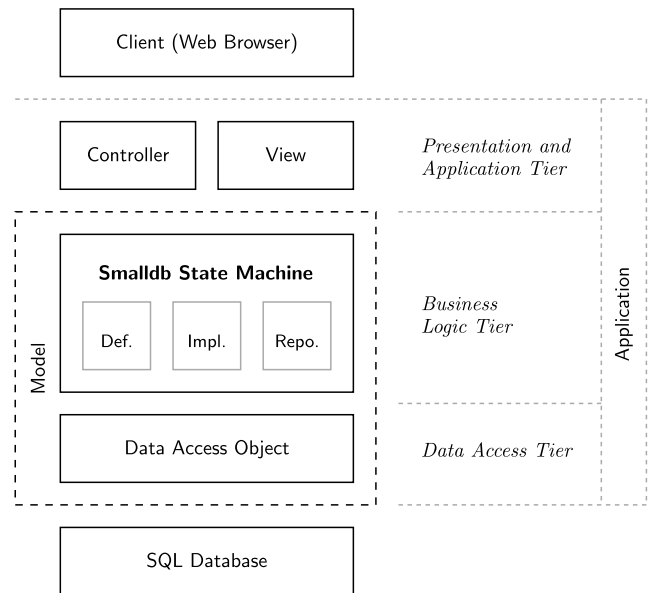 Client (Web Browser)
Controller
View
Presentation and
Application Tier
Smalldb State Machine
Def.
Impl.
Repo.
Business
Logic Tier
Application
Model
Data Access Object
Data Access Tier
SQL Database